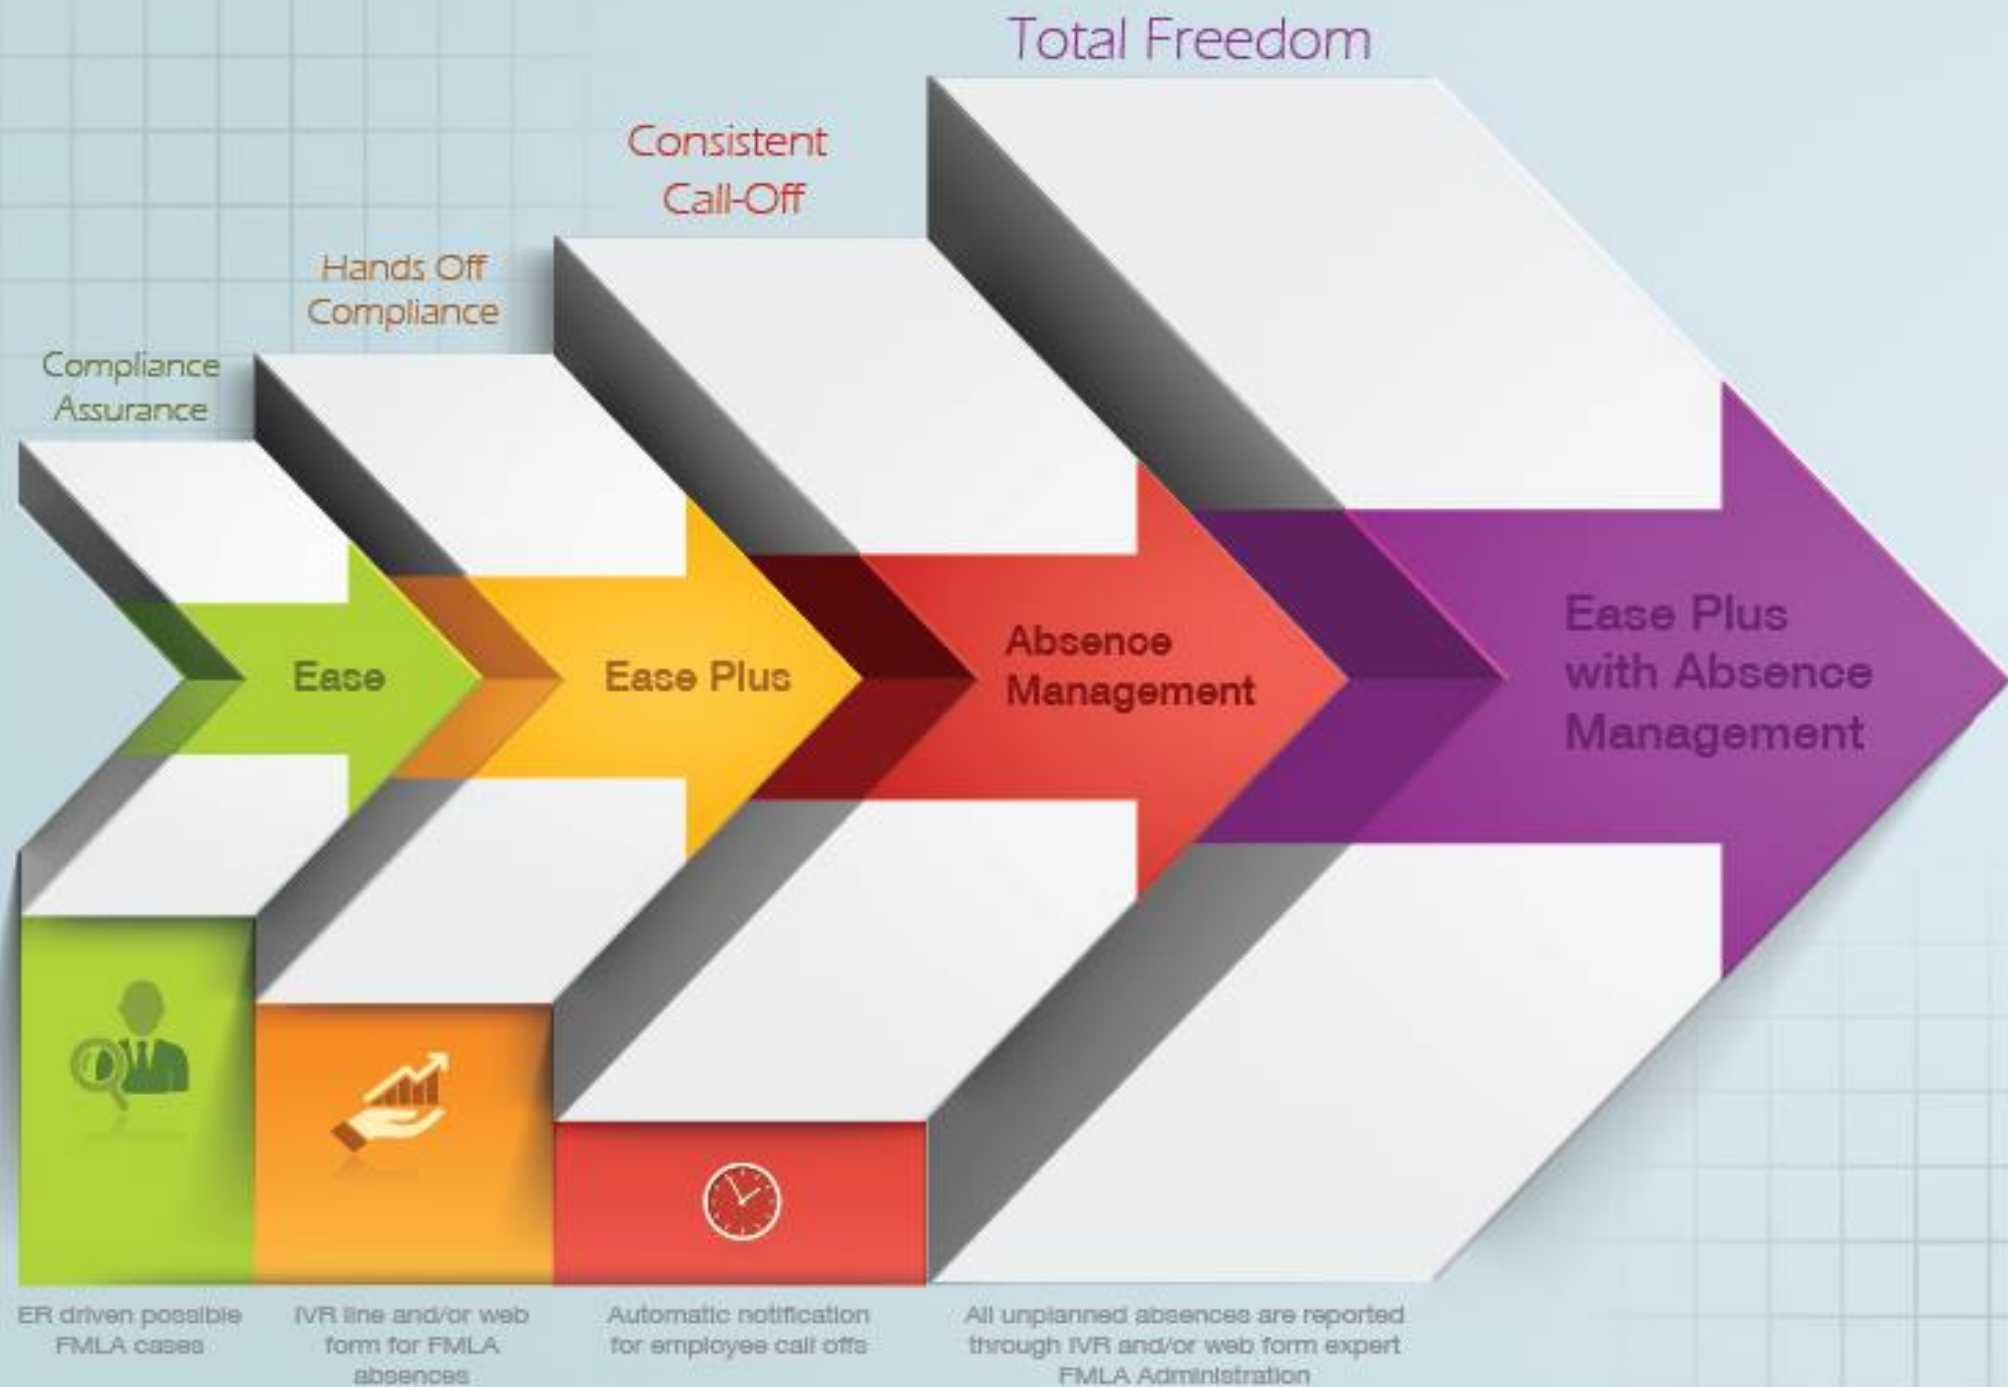 Total Freedom
Consistent
Call-Off
Hands Off
Compliance
Compliance
Assurance
Ease
Ease Plus
Absence
Management
Ease Plus
with Absence
Management
ER driven possible
FMLA cases
IVR line and/or web
form for FMLA
absences
Automatic notification
for employee call offs
All unplanned absences are reported
through IVR and/or web form expert
FMLA Administration